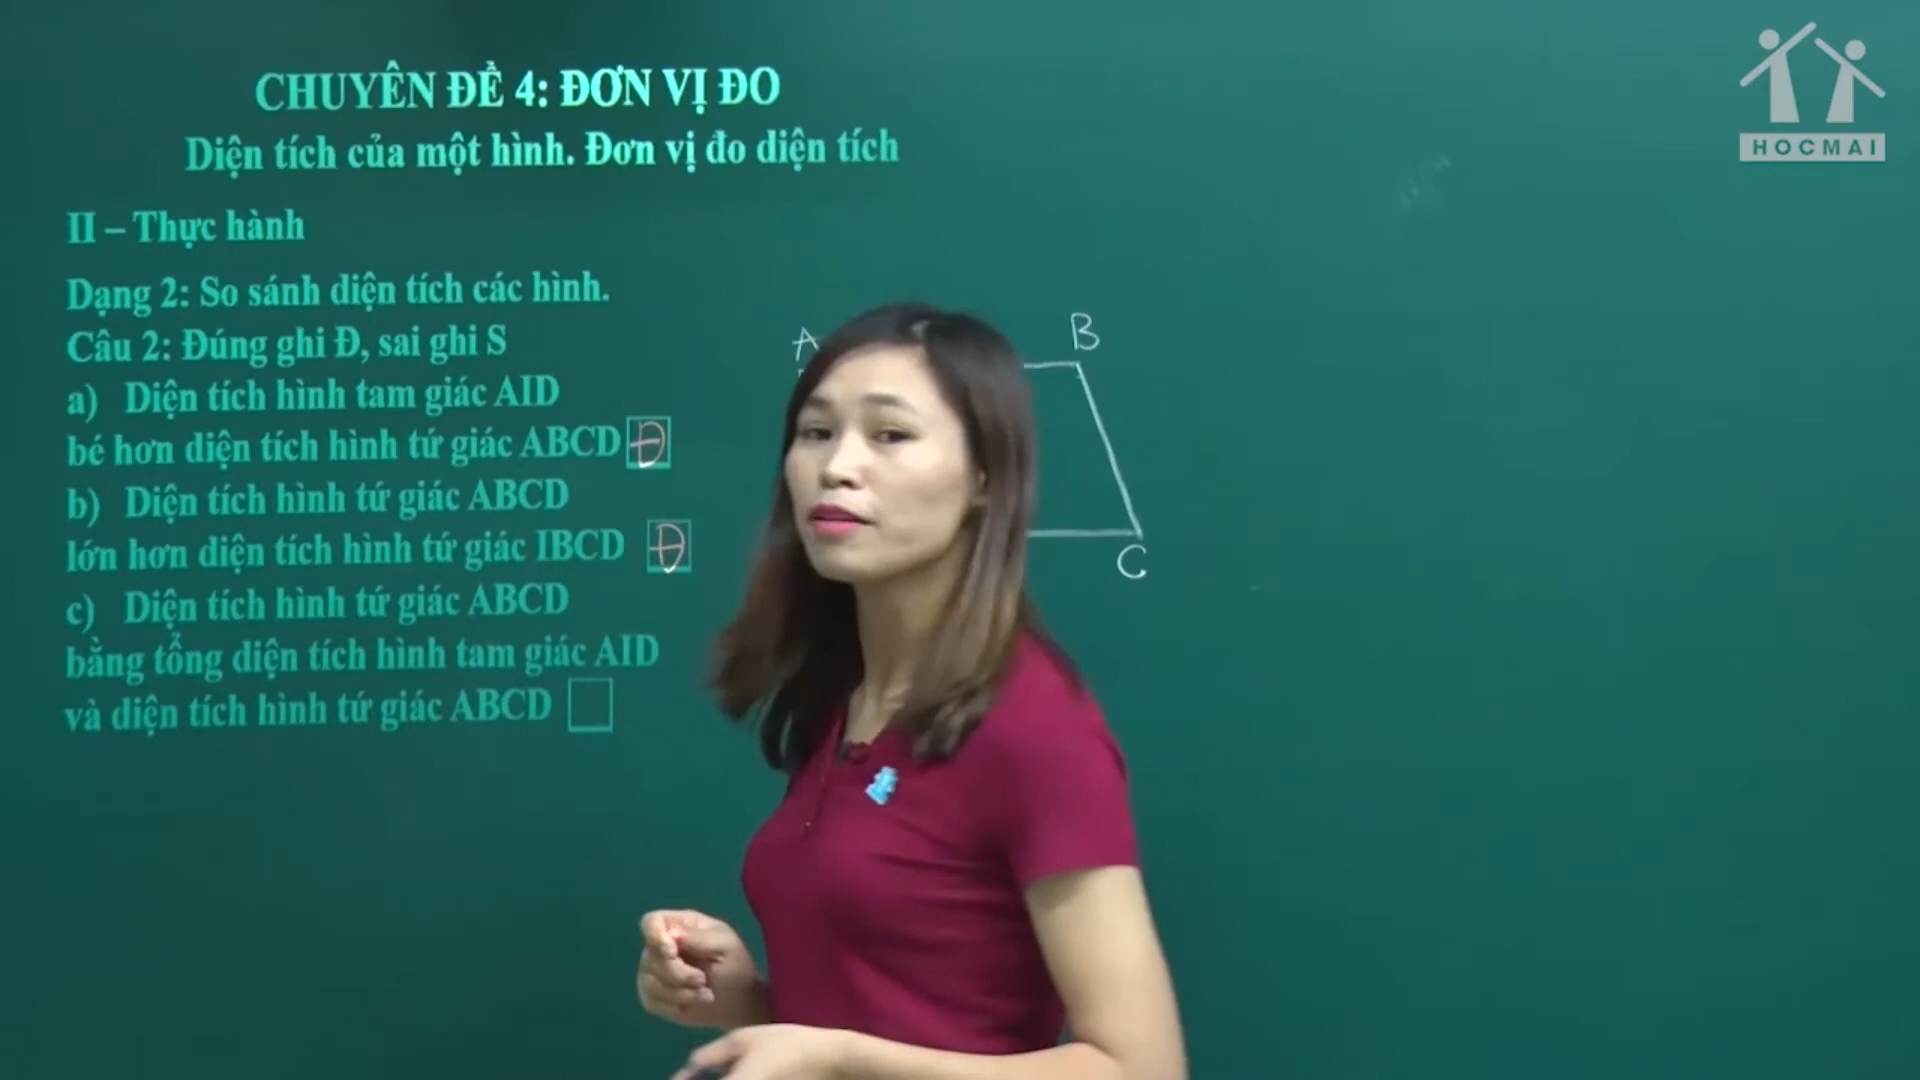 CHUYÊN ĐỀ 4: ĐƠN VỊ ĐO
Diện tích của một hình. Đơn vị đo diện tích
II – Thực hành
Dạng 2: So sánh diện tích các hình.
Câu 2: Đúng ghi Đ, sai ghi S
a) Diện tích hình tam giác AID
bé hơn diện tích hình tứ giác ABCD Đ
b) Diện tích hình tứ giác ABCD
lớn hơn diện tích hình tứ giác IBCD Đ
c) Diện tích hình tứ giác ABCD
bằng tổng diện tích hình tam giác AID
và diện tích hình tứ giác ABCD
A
B
C
HOCMAI